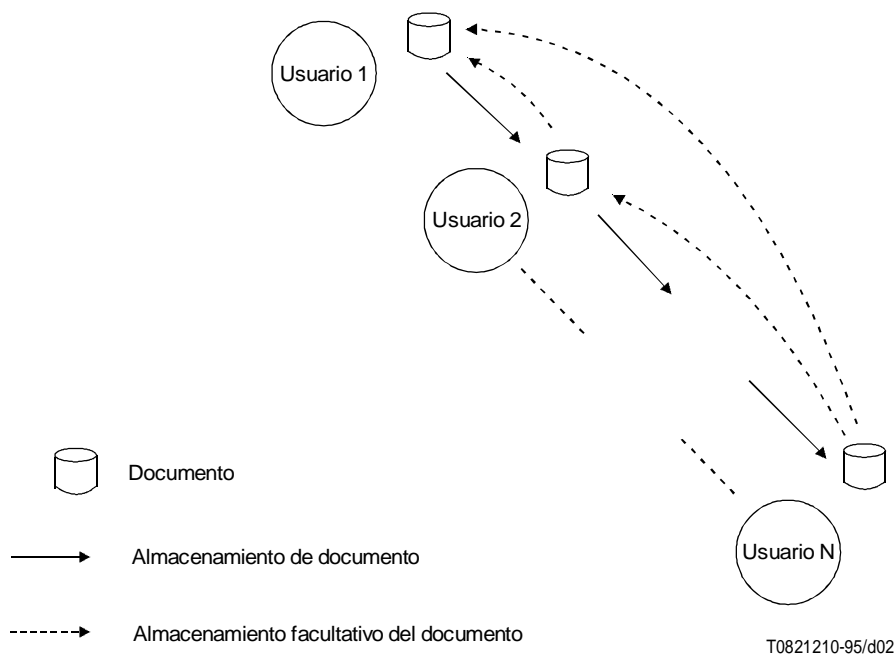 Usuario 1
Usuario 2
Documento
Usuario N
Almacenamiento de documento
Almacenamiento facultativo del documento
T0821210-95/d02